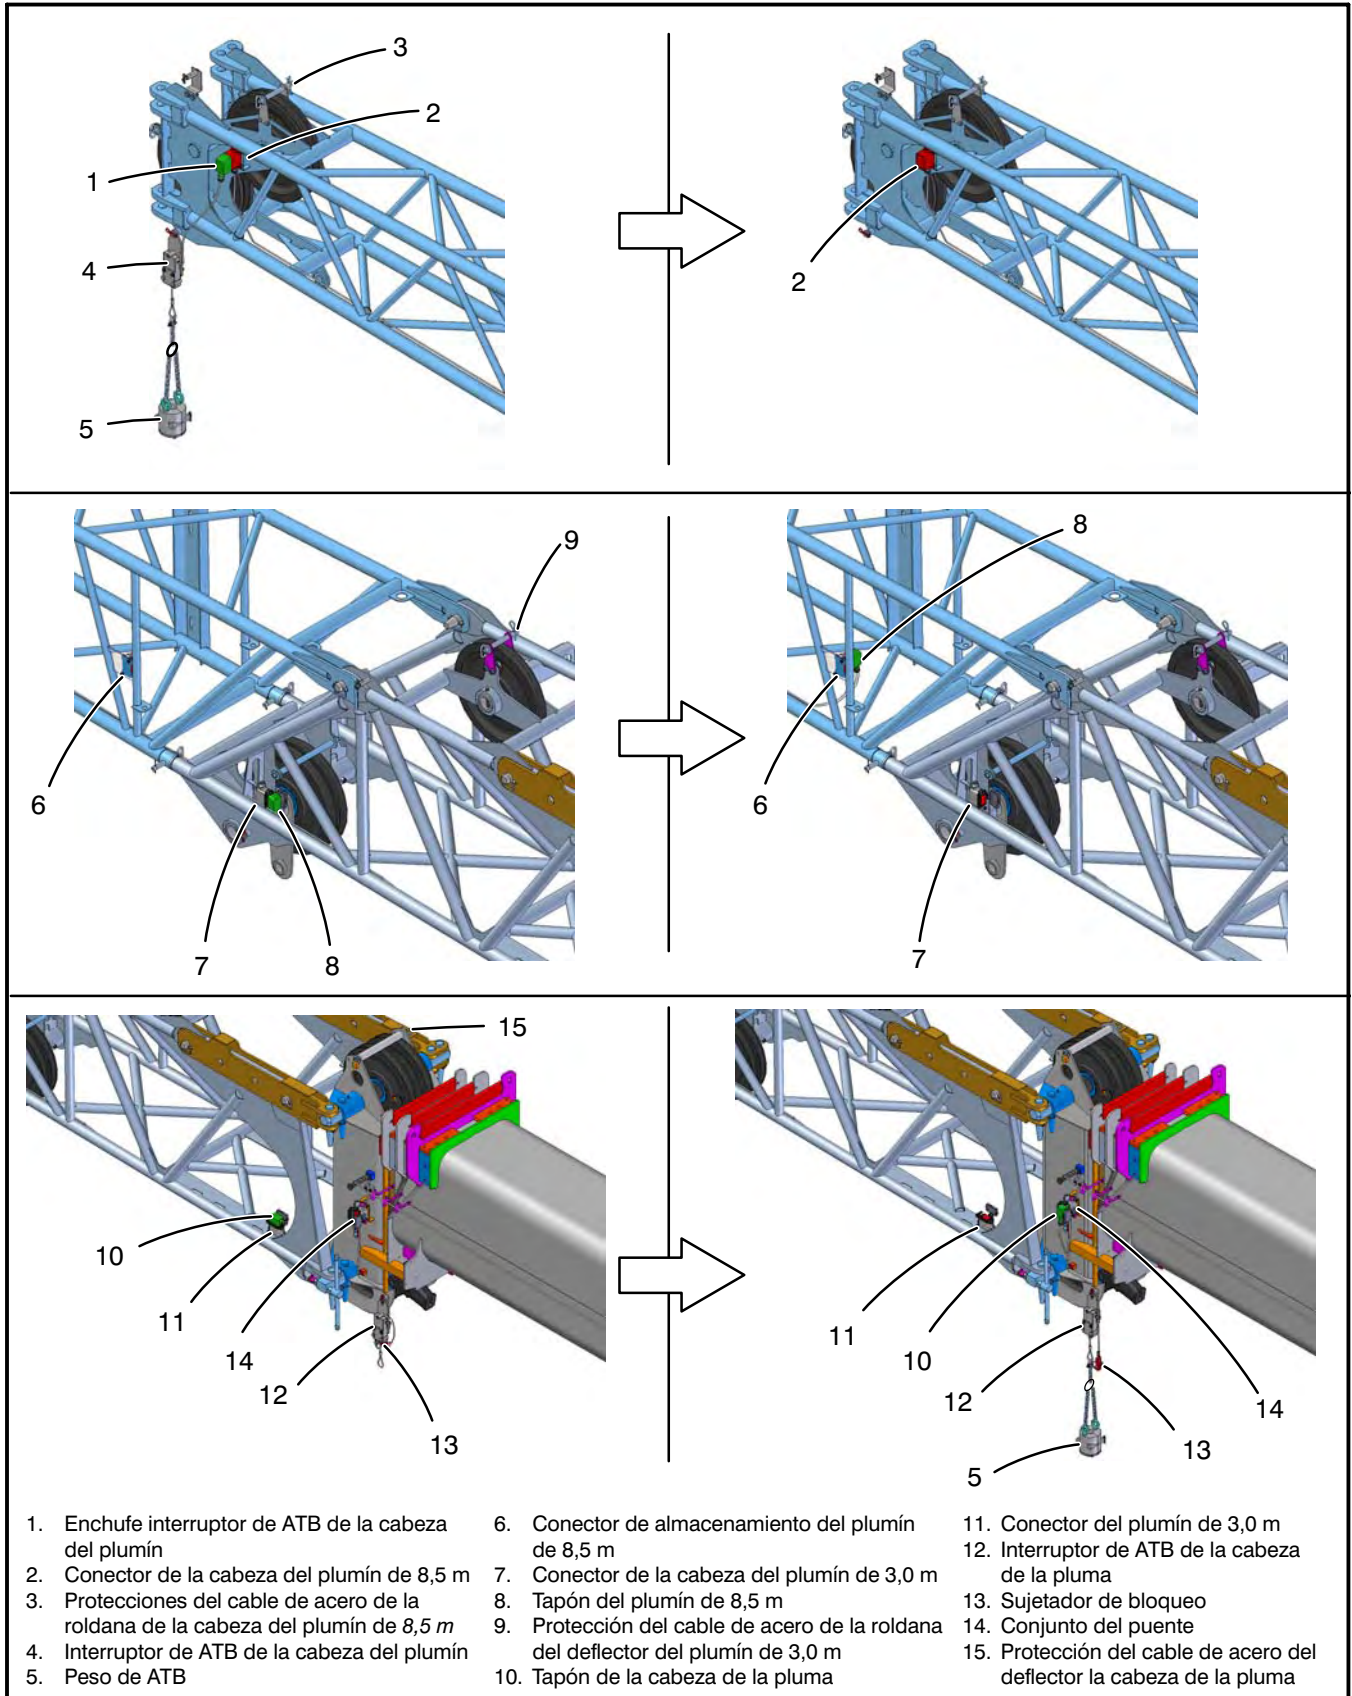 3
2
1
4
5
2
9
6
7
8
8
6
7
15
10
11
14
12
13
11
10
12
14
13
5
1. Enchufe interruptor de ATB de la cabeza
del plumín
2. Conector de la cabeza del plumín de 8,5 m
3. Protecciones del cable de acero de la
roldana de la cabeza del plumín de 8,5 m
4. Interruptor de ATB de la cabeza del plumín
5. Peso de ATB
6. Conector de almacenamiento del plumín
de 8,5 m
7. Conector de la cabeza del plumín de 3,0 m
8. Tapón del plumín de 8,5 m
9. Protección del cable de acero de la roldana
del deflector del plumín de 3,0 m
10. Tapón de la cabeza de la pluma
11. Conector del plumín de 3,0 m
12. Interruptor de ATB de la cabeza
de la pluma
13. Sujetador de bloqueo
14. Conjunto del puente
15. Protección del cable de acero del
deflector la cabeza de la pluma